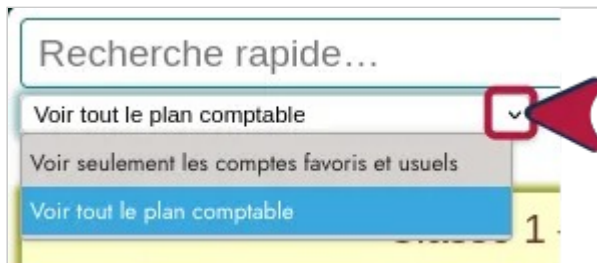 Recherche rapide...
Voir tout le plan comptable
Voir seulement les comptes favoris et usuels
Voir tout le plan comptable
1